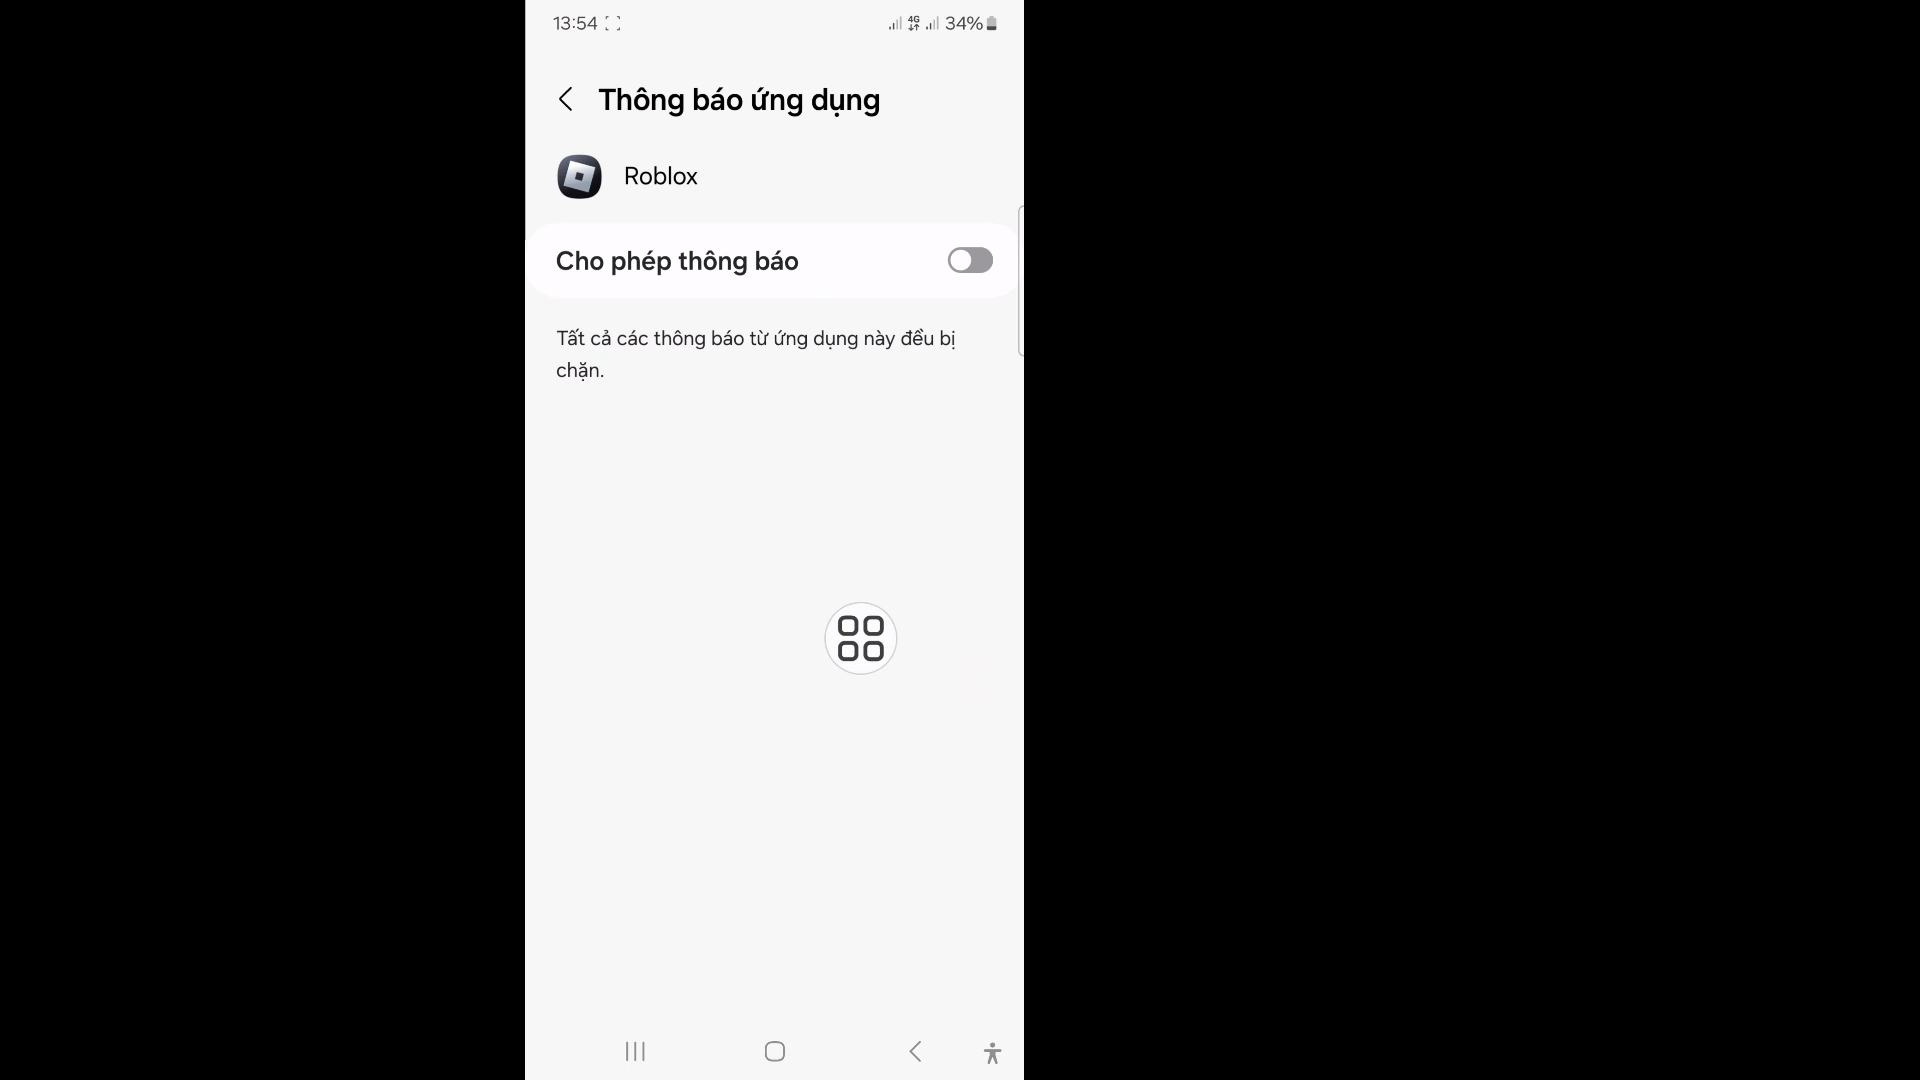 13:54
4G
34%
Thông báo ứng dụng
Roblox
Cho phép thông báo
Tất cả các thông báo từ ứng dụng này đều bị
chặn.